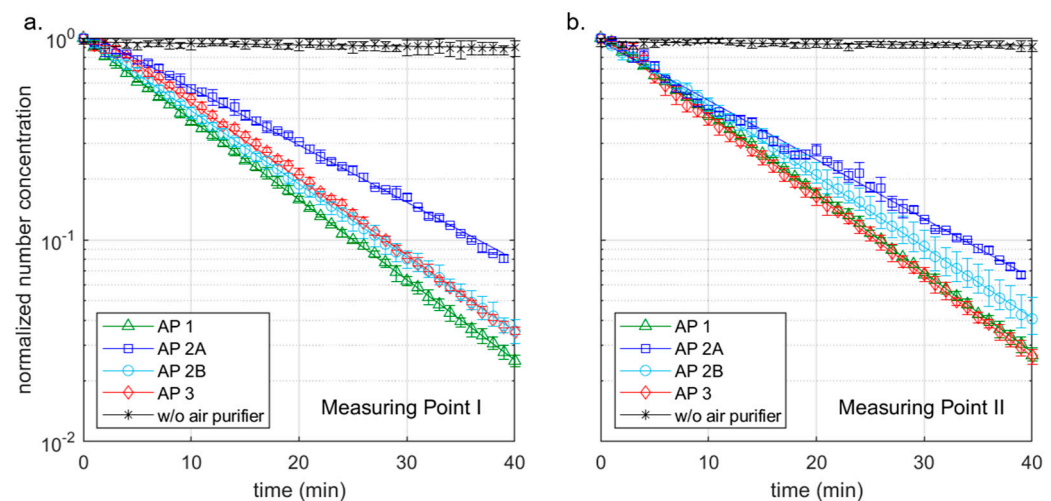 a.
normalized number concentration
10⁰
10⁻¹
10⁻²
AP 1
AP 2A
AP 2B
AP 3
w/o air purifier
Measuring Point I
0 10 20 30 40
time (min)
b.
AP 1
AP 2A
AP 2B
AP 3
w/o air purifier
Measuring Point II
0 10 20 30 40
time (min)